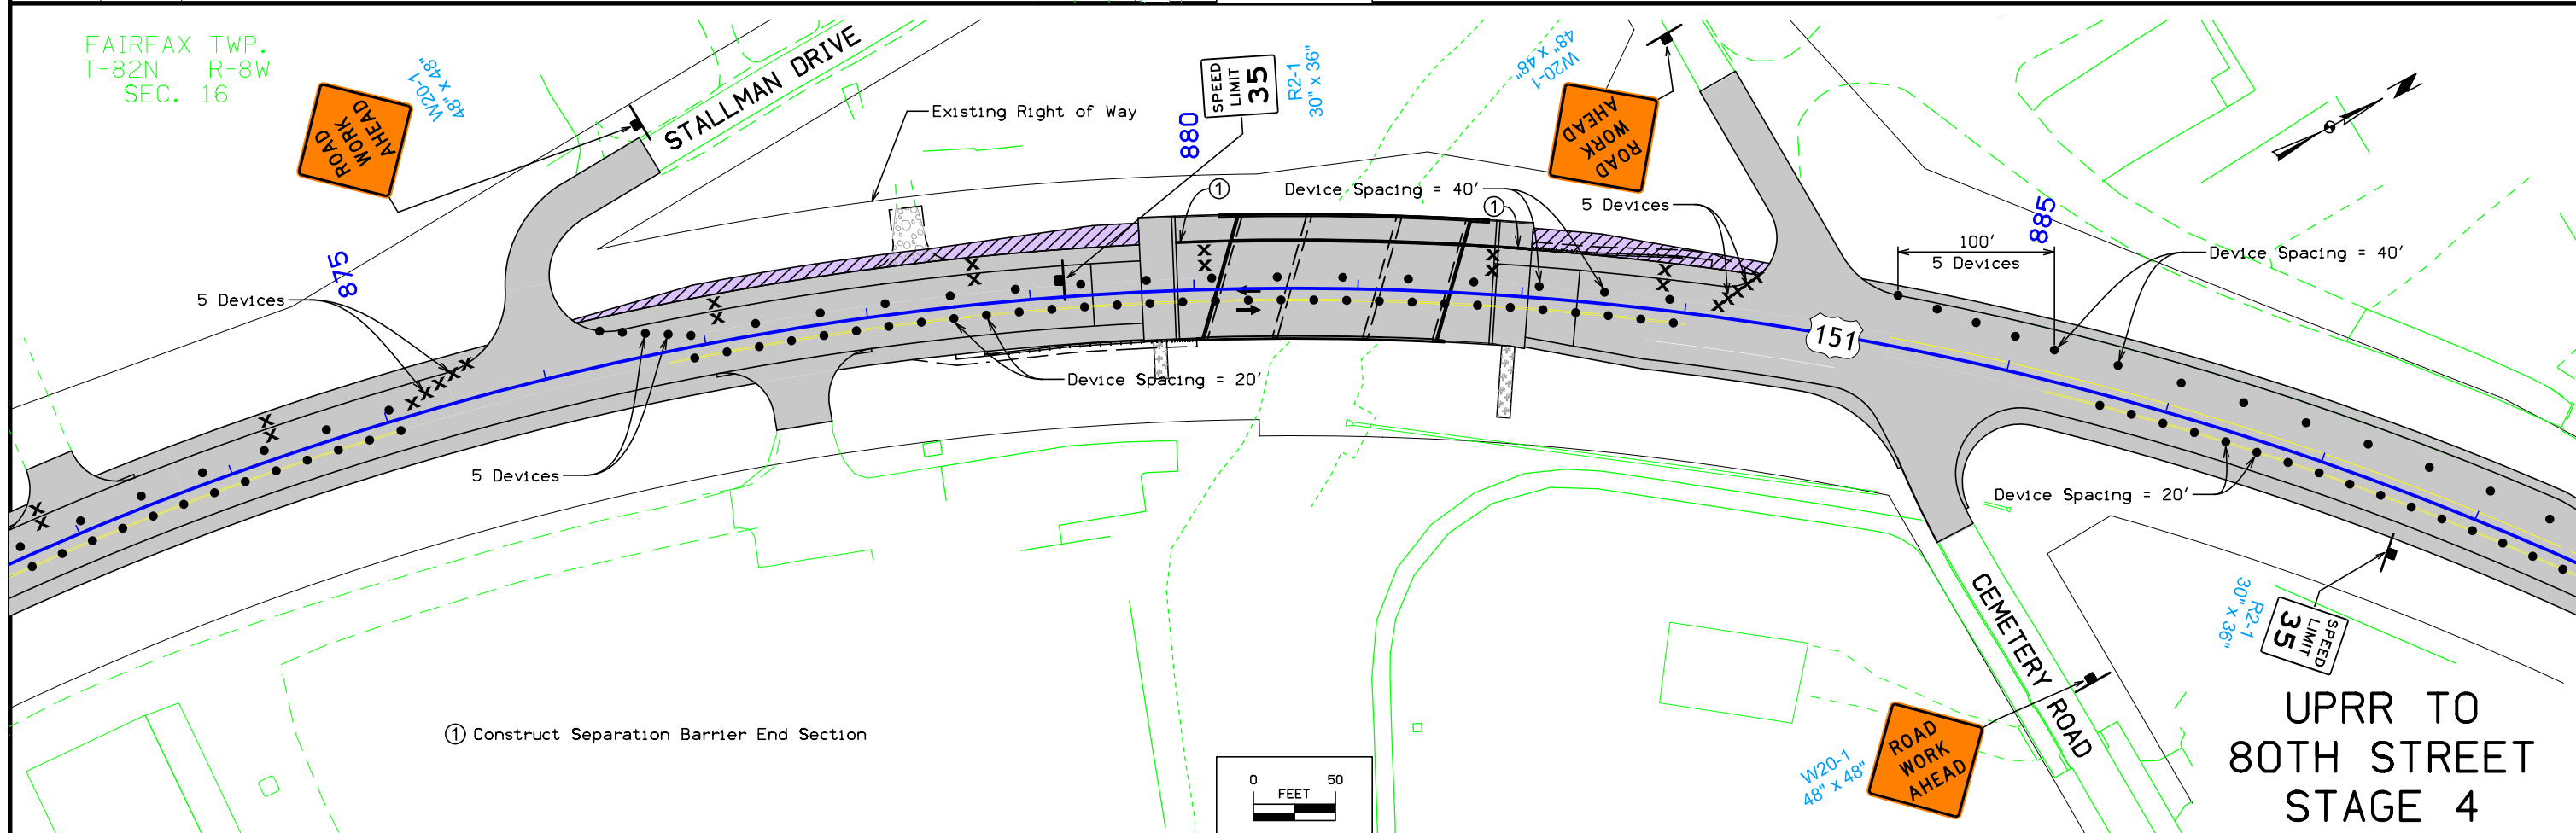 FAIRFAX TWP.
T-82N R-8W
SEC. 16
ROAD
WORK
AHEAD
W20-1
48" x 48"
STALLMAN DRIVE
Existing Right of Way
880
SPEED
LIMIT
35
R2-1
30" x 36"
W20-1
48" x 48"
ROAD
WORK
AHEAD
1
Device Spacing = 40'
1
5 Devices
875
5 Devices
885
100'
5 Devices
Device Spacing = 40'
151
Device Spacing = 20'
5 Devices
Device Spacing = 20'
CEMETERY ROAD
R2-1
30" x 36"
SPEED
LIMIT
35
W20-1
48" x 48"
ROAD
WORK
AHEAD
1 Construct Separation Barrier End Section
0 50
FEET
UPRR TO
80TH STREET
STAGE 4